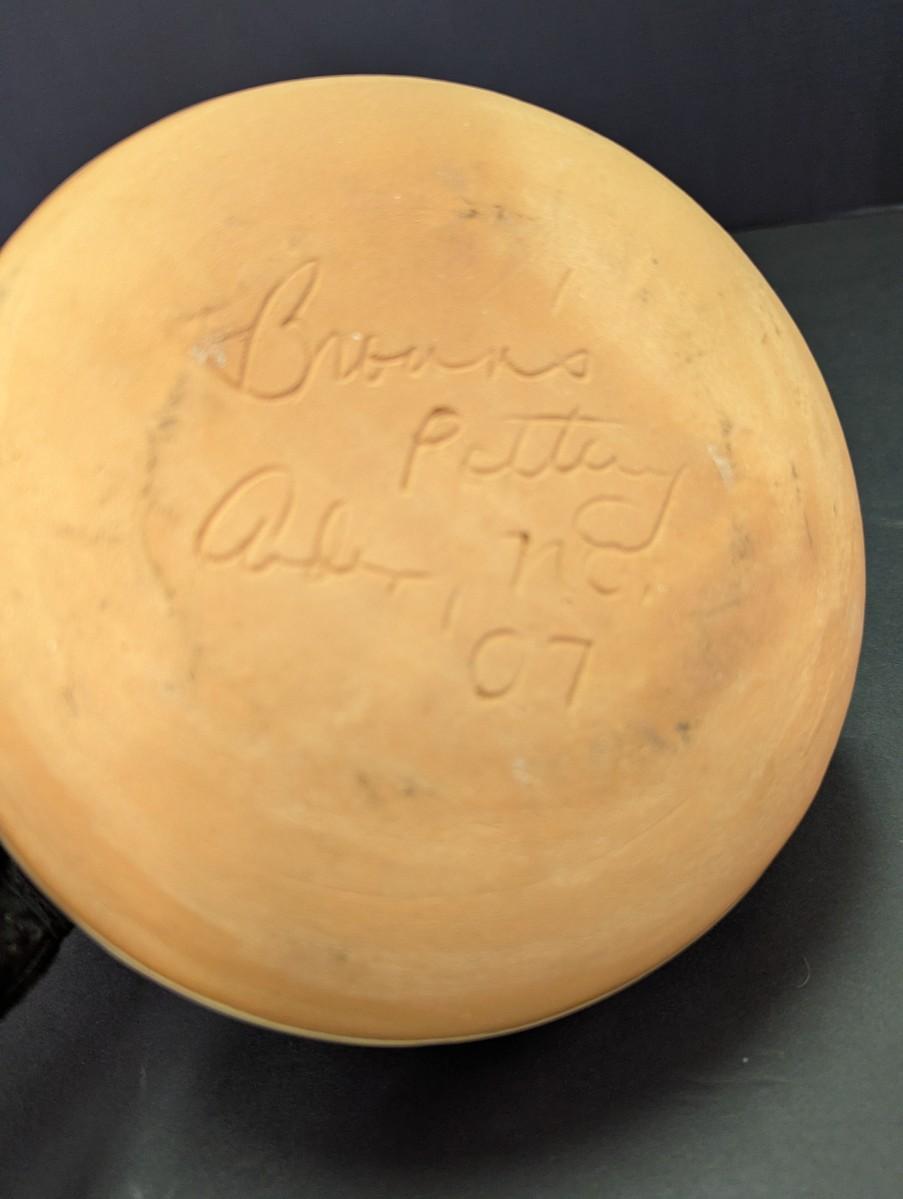 Browns
Pottery
Arden, N.C.
'07